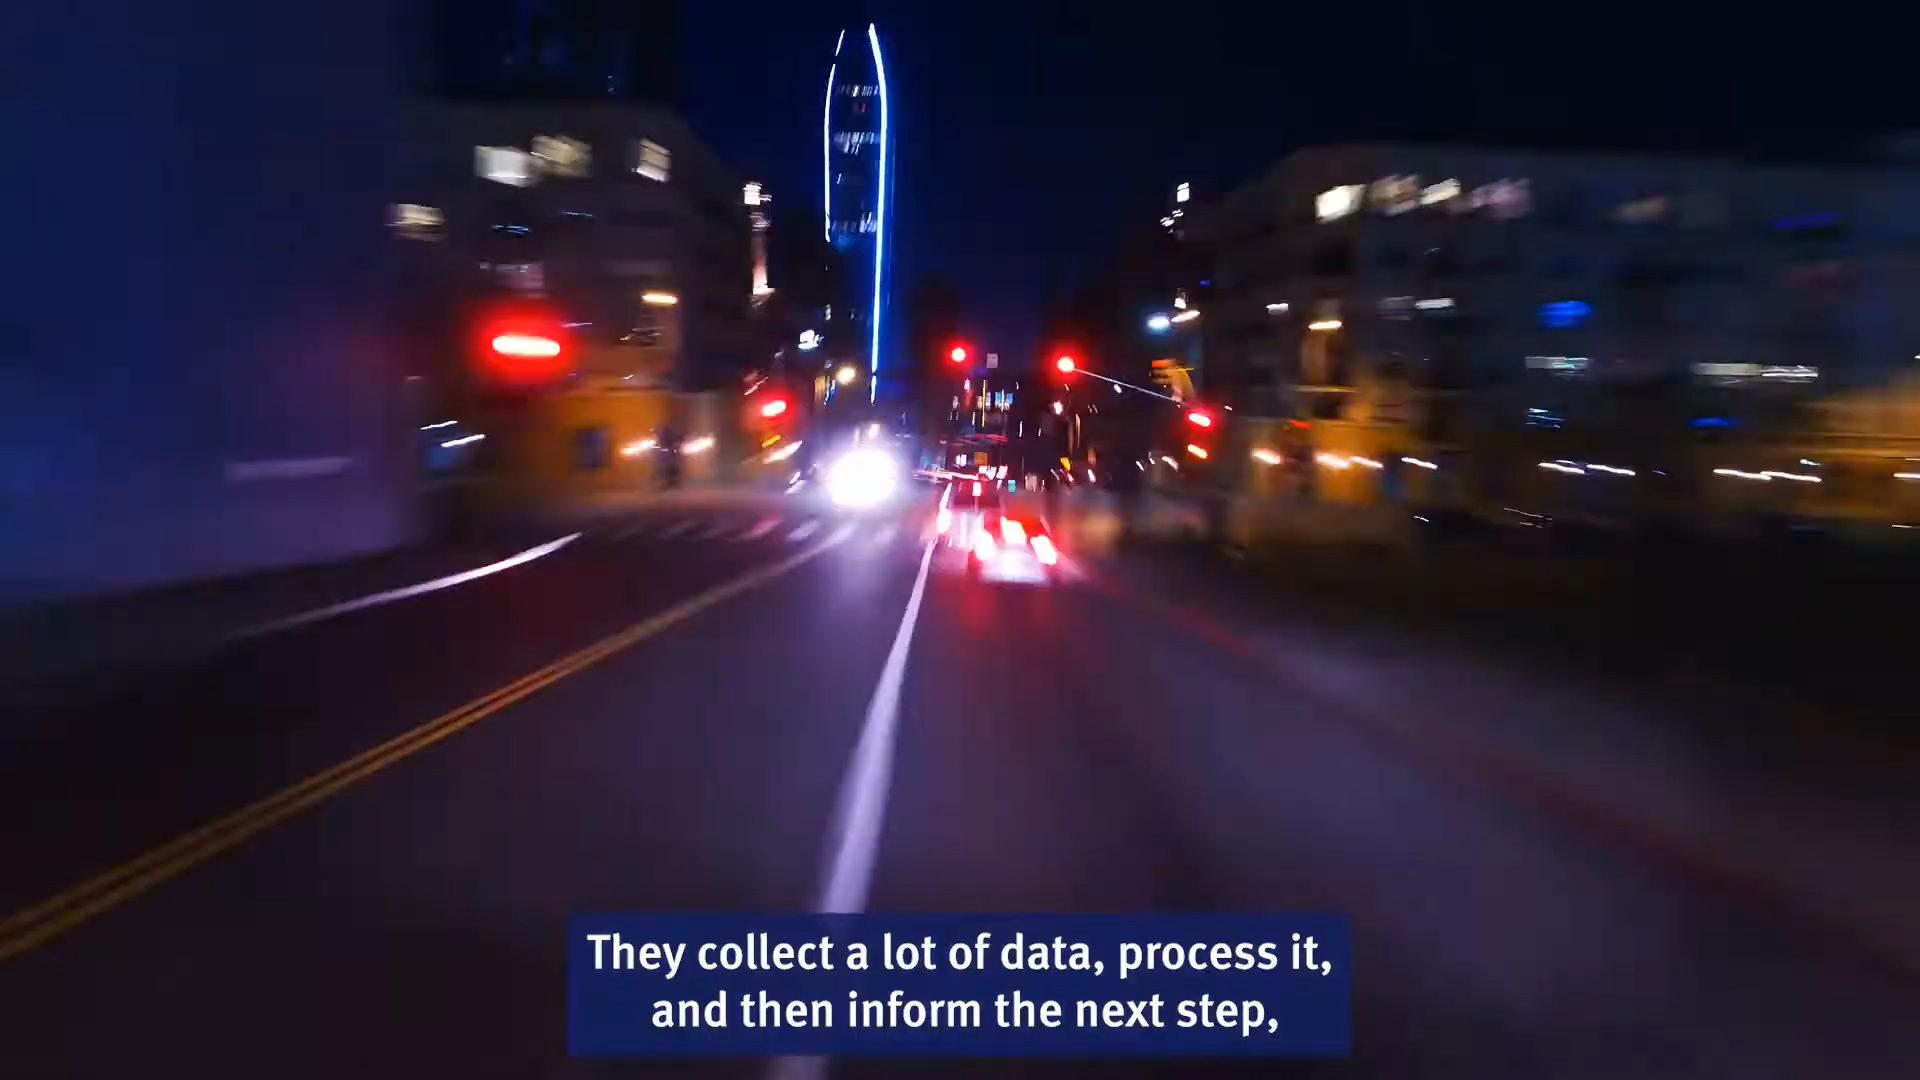 They collect a lot of data, process it,
and then inform the next step,